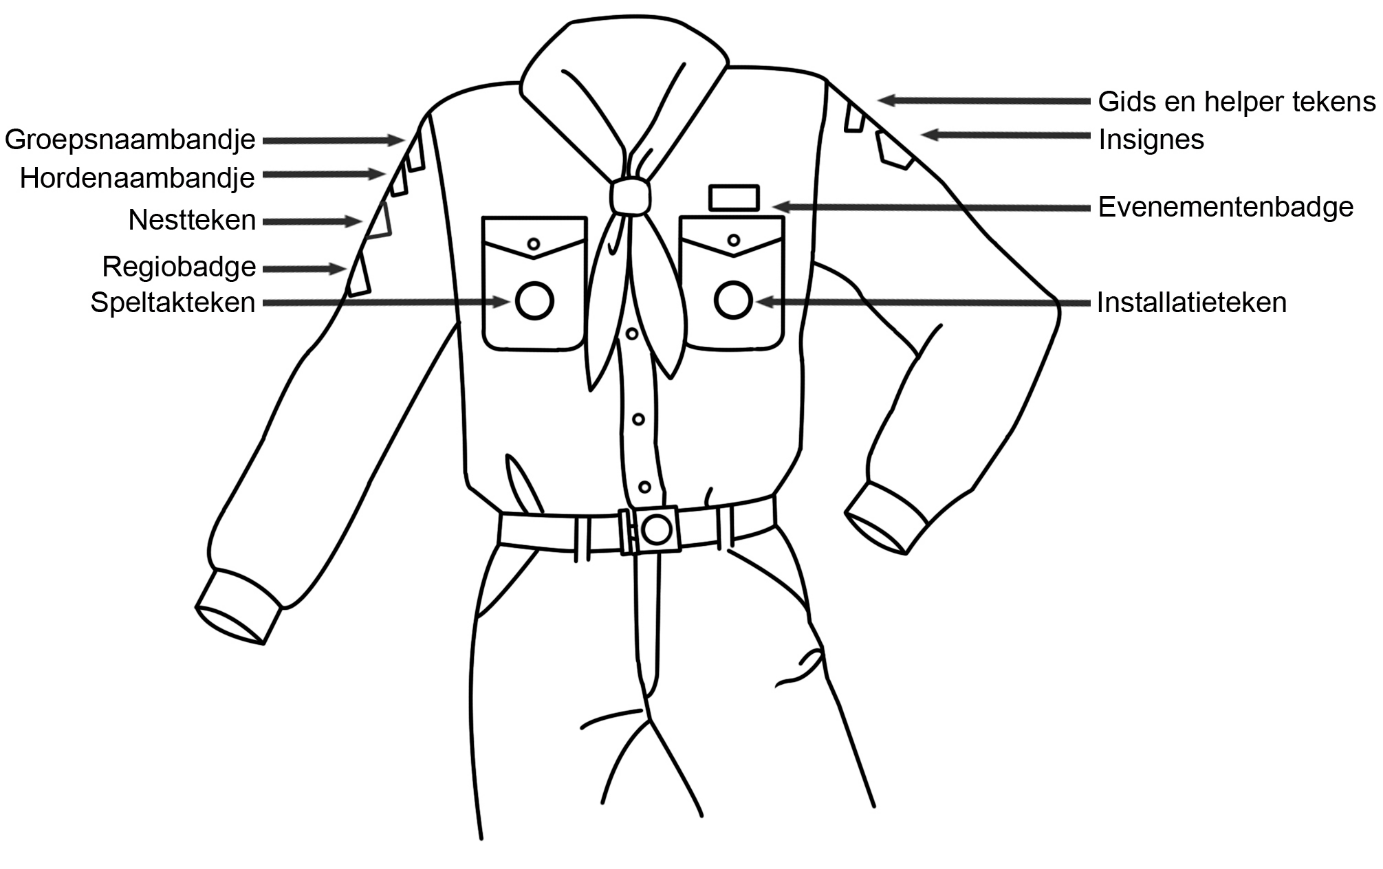 Groepsnaambandje
Hordenaambandje
Nestteken
Regiobadge
Speltakteken
Gids en helper tekens
Insignes
Evenementenbadge
Installatieteken